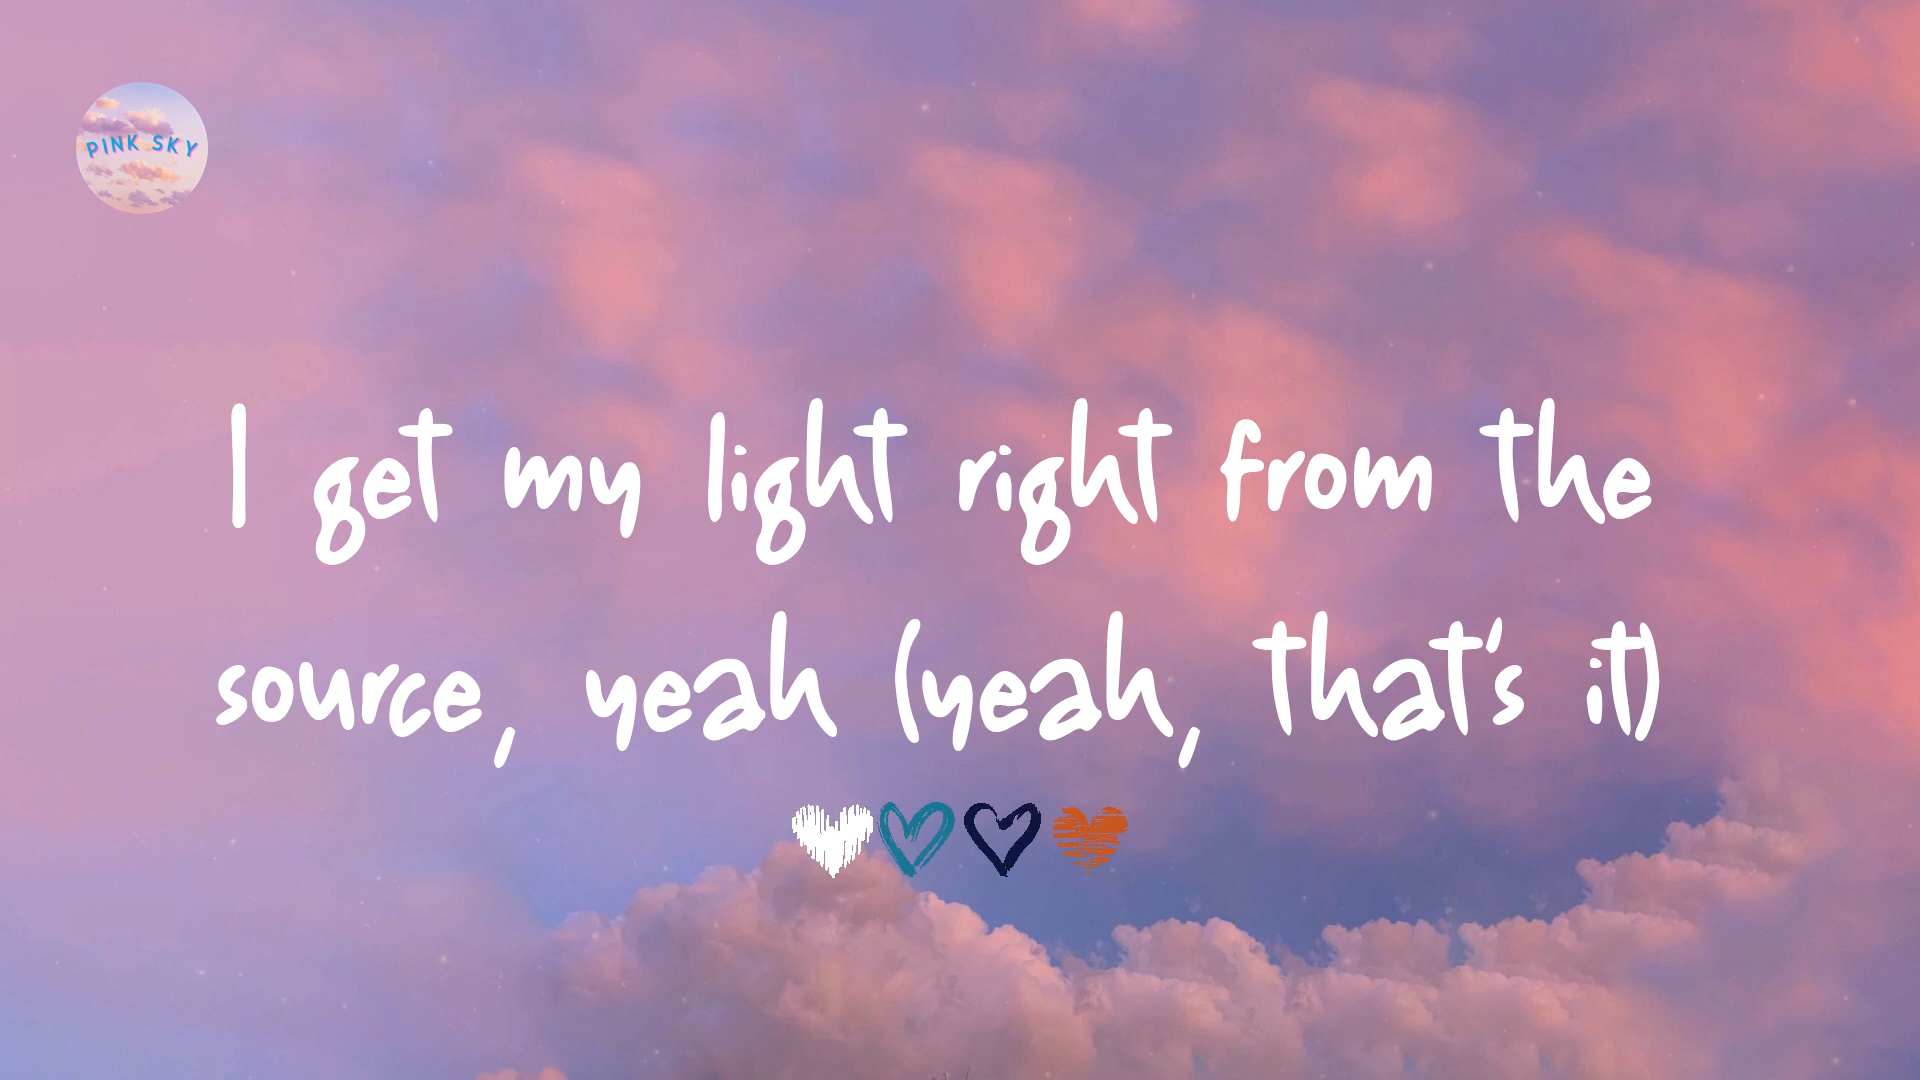 PINK SKY
I get my light right from the
source, yeah (yeah, that's it)